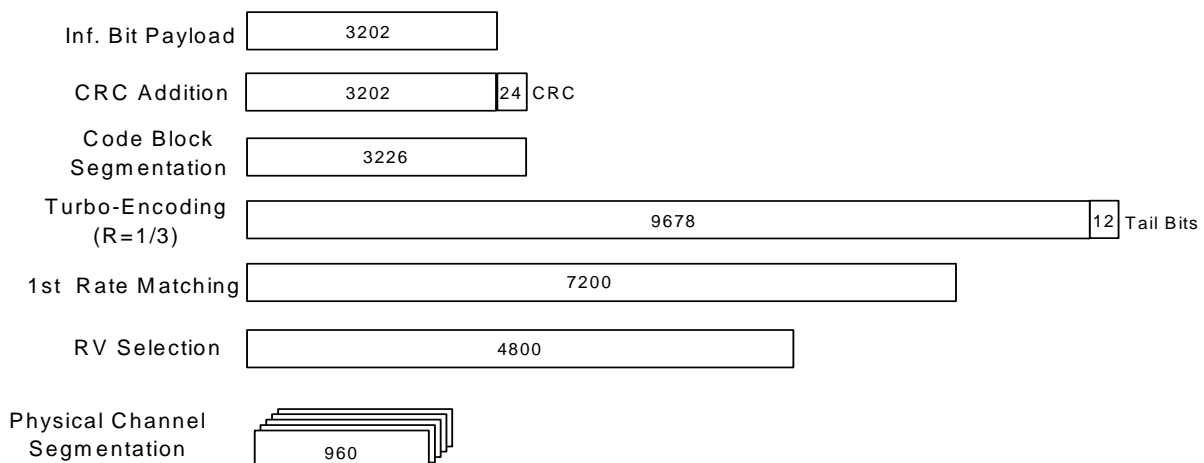 Inf. Bit Payload 3202
CRC Addition 3202 24 CRC
Code Block
Segmentation 3226
Turbo-Encoding
(R=1/3) 9678 12 Tail Bits
1st Rate Matching 7200
RV Selection 4800
Physical Channel
Segmentation 960